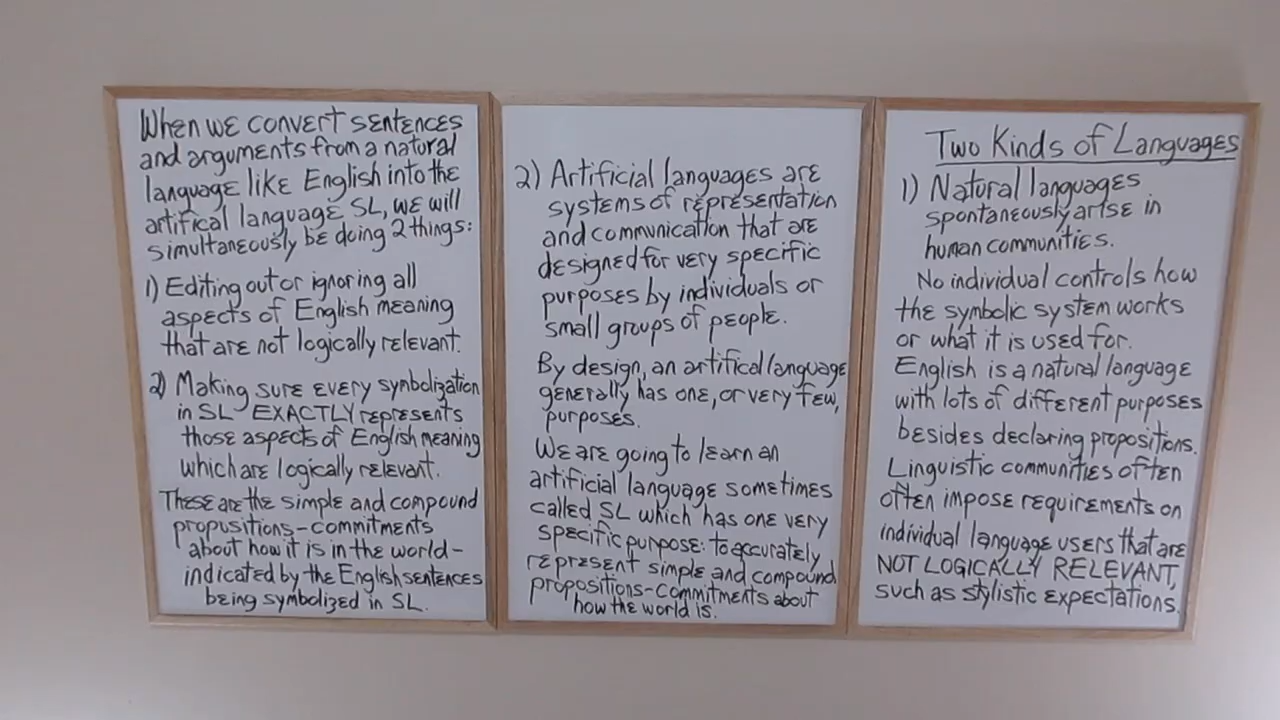 When we convert sentences
and arguments from a natural
language like English into the
artifical language SL, we will
simultaneously be doing 2 things:
1) Editing out or ignoring all
aspects of English meaning
that are not logically relevant.
2) Making sure every symbolization
in SL EXACTLY represents
those aspects of English meaning
which are logically relevant.
These are the simple and compound
propositions-commitments
about how it is in the world-
indicated by the English sentences
being symbolized in SL.
2) Artificial languages are
systems of representation
and communication that are
designed for very specific
purposes by individuals or
small groups of people.
By design, an artifical language
generally has one, or very few,
purposes.
We are going to learn an
artificial language sometimes
called SL which has one very
specific purpose: to accurately
represent simple and compound
propositions-commitments about
how the world is.
Two Kinds of Languages
1) Natural languages
spontaneously arise in
human communities.
No individual controls how
the symbolic system works
or what it is used for.
English is a natural language
with lots of different purposes
besides declaring propositions.
Linguistic communities often
often impose requirements on
individual language users that are
NOT LOGICALLY RELEVANT,
such as stylistic expectations.